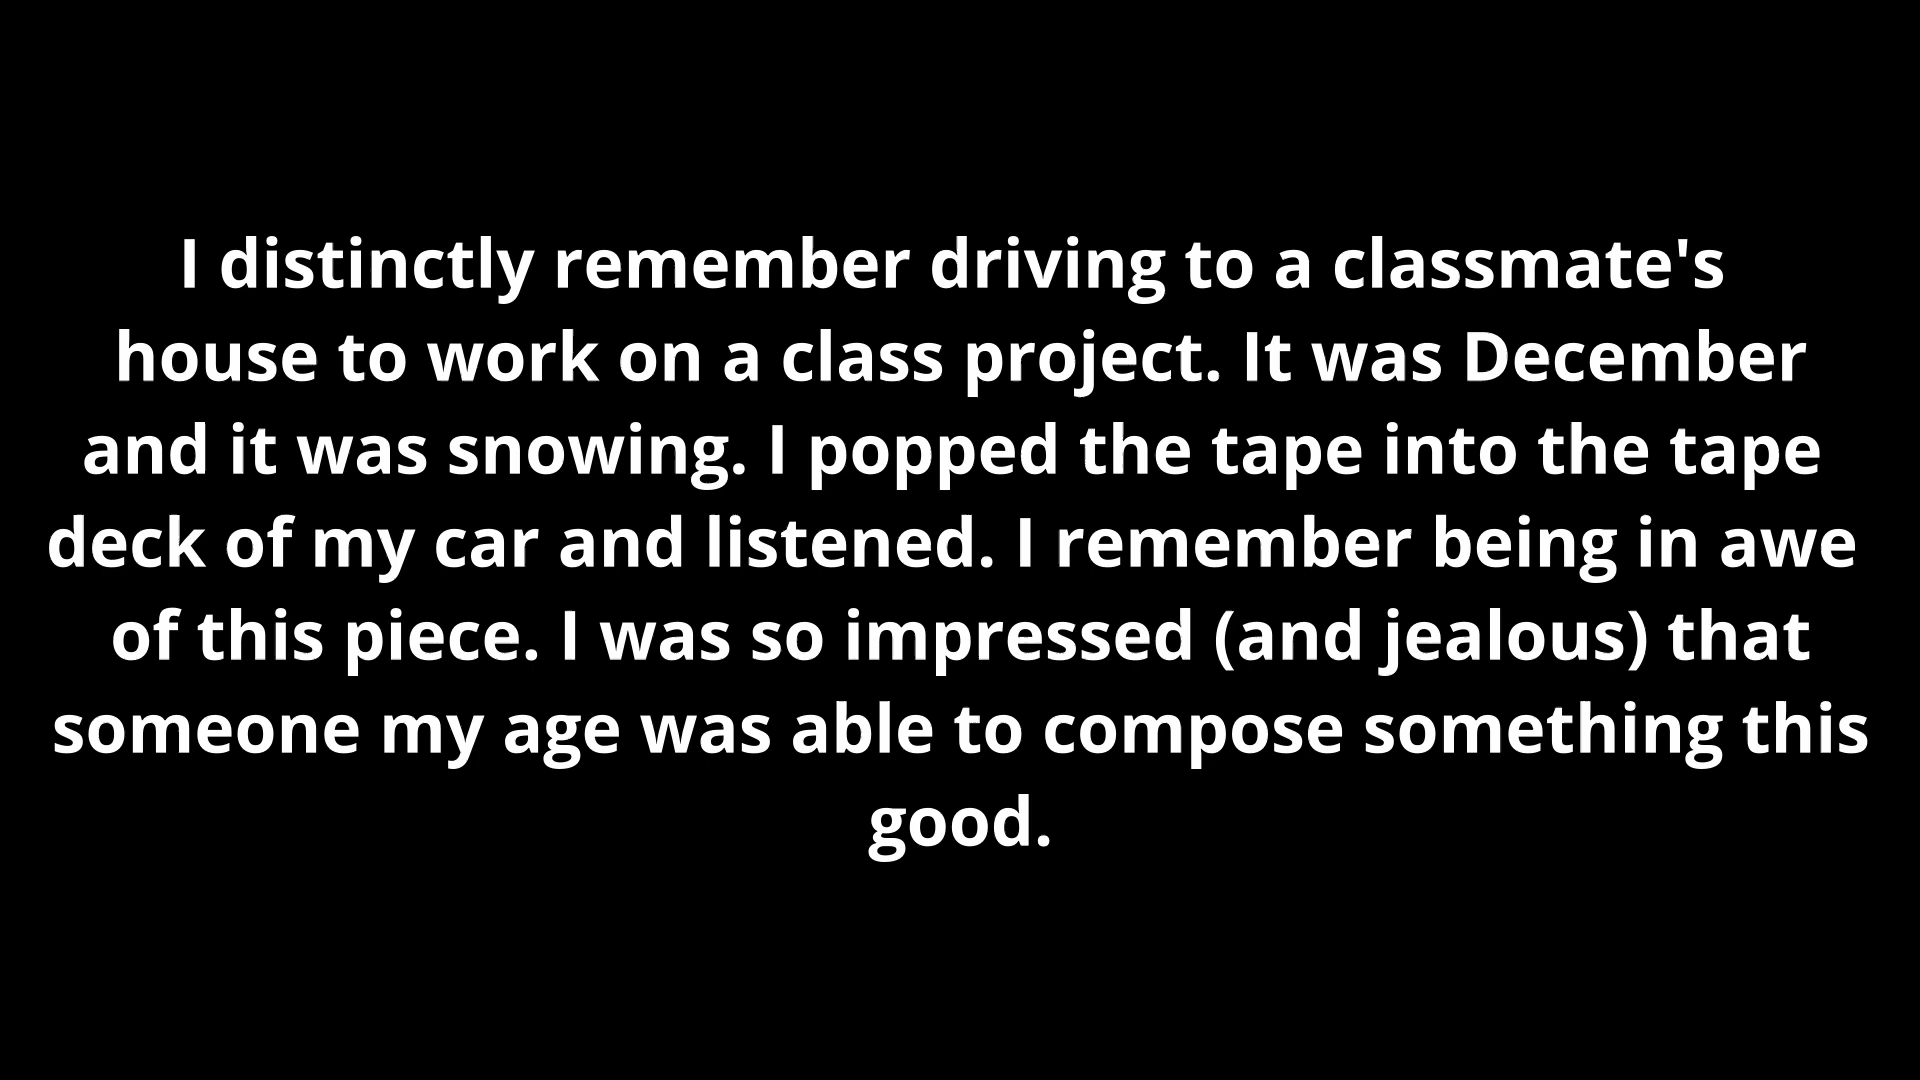 I distinctly remember driving to a classmate's
house to work on a class project. It was December
and it was snowing. I popped the tape into the tape
deck of my car and listened. I remember being in awe
of this piece. I was so impressed (and jealous) that
someone my age was able to compose something this
good.